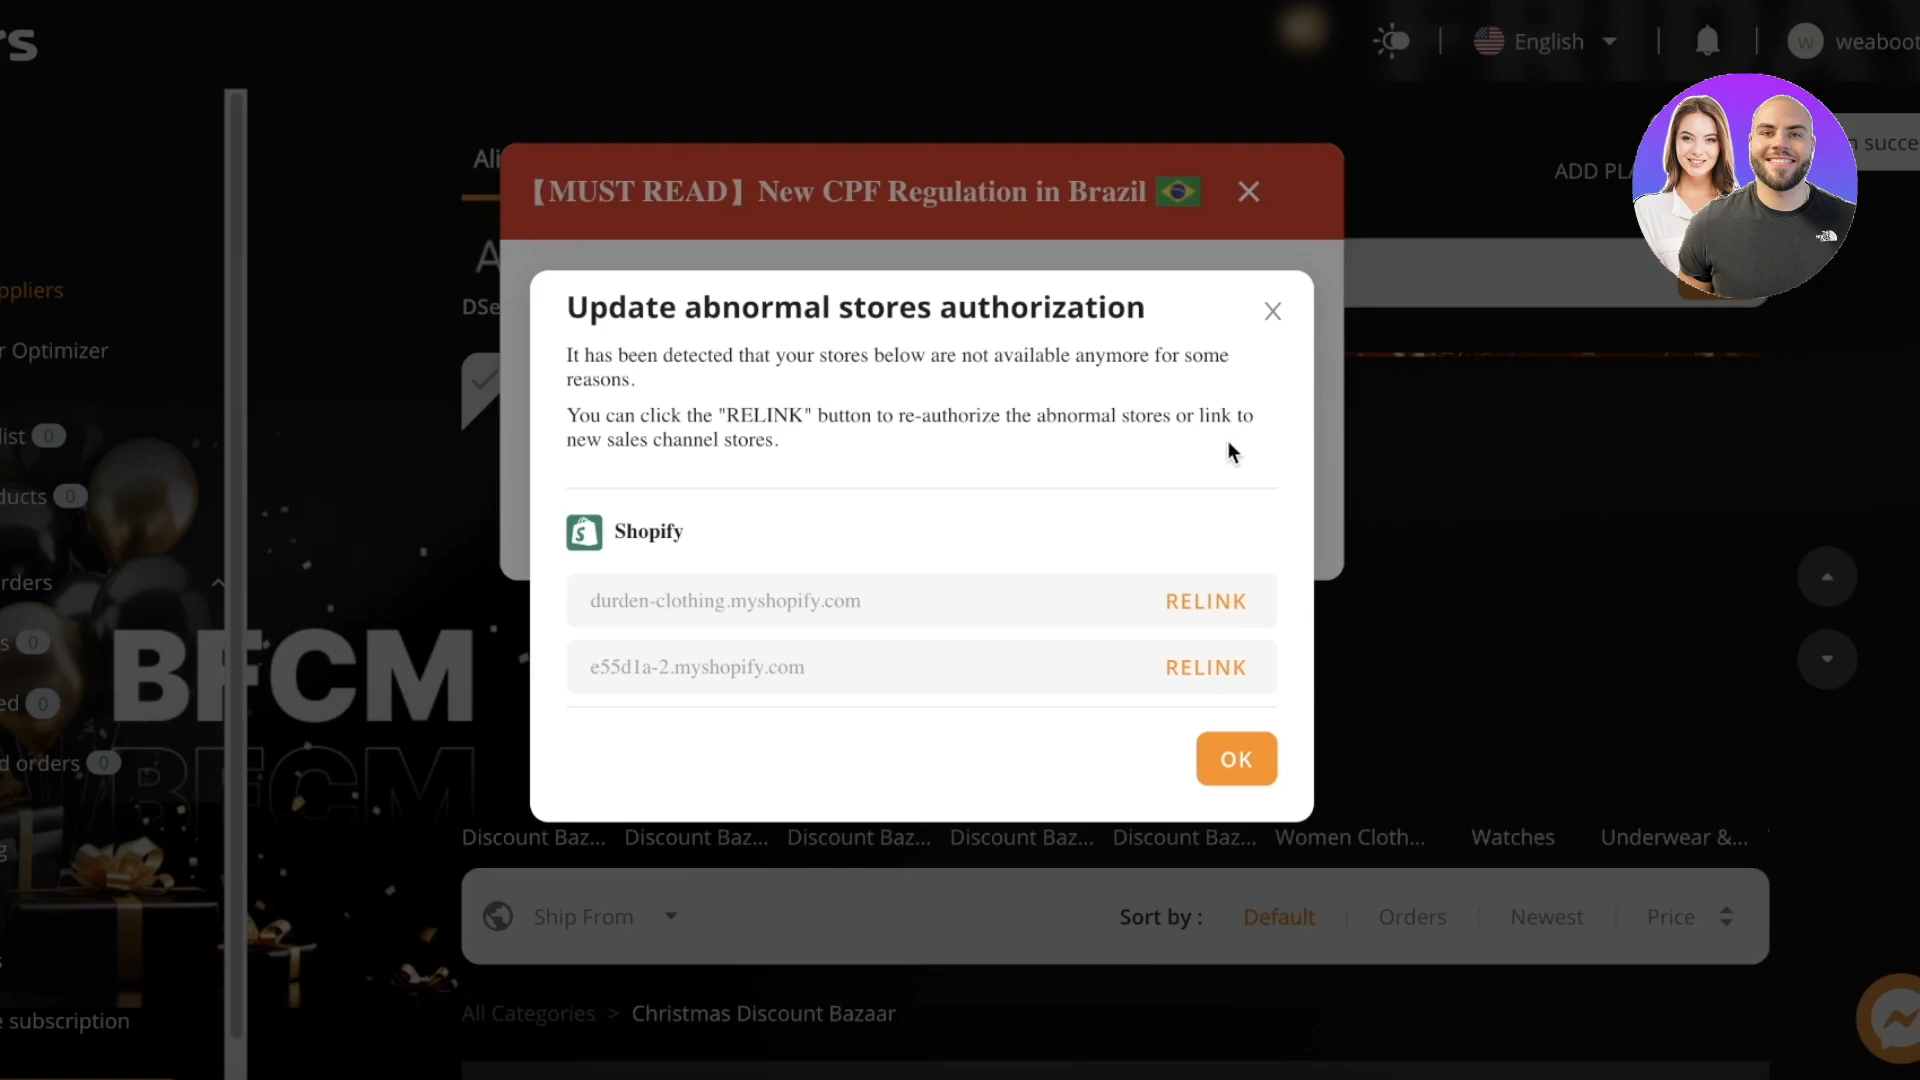 English
weaboot
W
ADD PLA
n succe
Ali
【MUST READ】New CPF Regulation in Brazil
DSe
ppliers
r Optimizer
Update abnormal stores authorization
It has been detected that your stores below are not available anymore for some
reasons.
You can click the "RELINK" button to re-authorize the abnormal stores or link to
new sales channel stores.
list 0
ducts 0
Shopify
rders
durden-clothing.myshopify.com RELINK
s 0
e55d1a-2.myshopify.com RELINK
ed 0
BFCM
BFCM
d orders 0
OK
Discount Baz... Discount Baz... Discount Baz... Discount Baz... Discount Baz... Women Cloth... Watches Underwear &...
g
Ship From Sort by : Default Orders Newest Price
s
All Categories > Christmas Discount Bazaar
e subscription